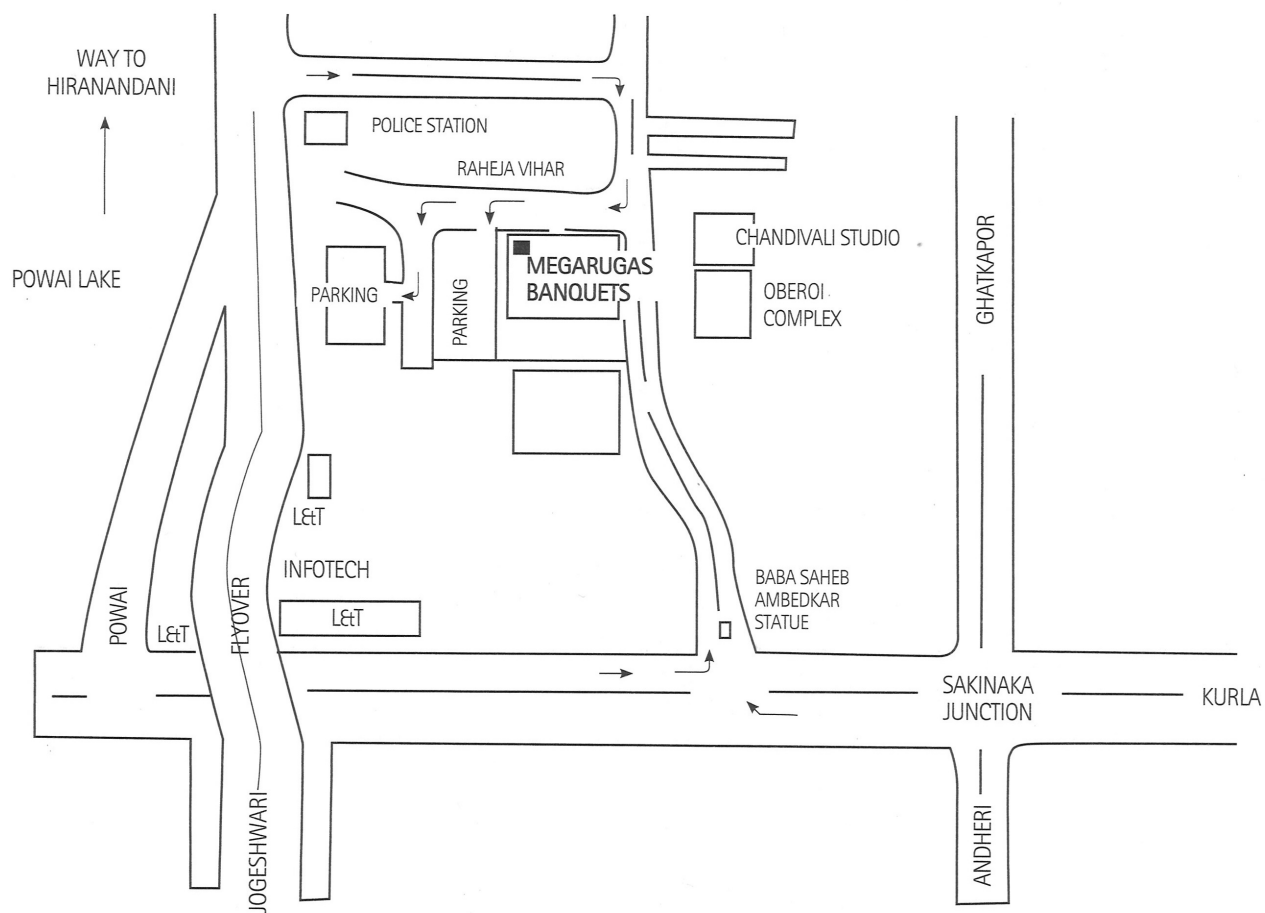 WAY TO
HIRANANDANI
POLICE STATION
RAHEJA VIHAR
POWAI LAKE
PARKING
PARKING
MEGARUGAS
BANQUETS
CHANDIVALI STUDIO
OBEROI
COMPLEX
GHATKAPOR
L&T
INFOTECH
L&T
POWAI
L&T
FLYOVER
BABA SAHEB
AMBEDKAR
STATUE
SAKINAKA
JUNCTION
KURLA
JOGESHWARI
ANDHERI